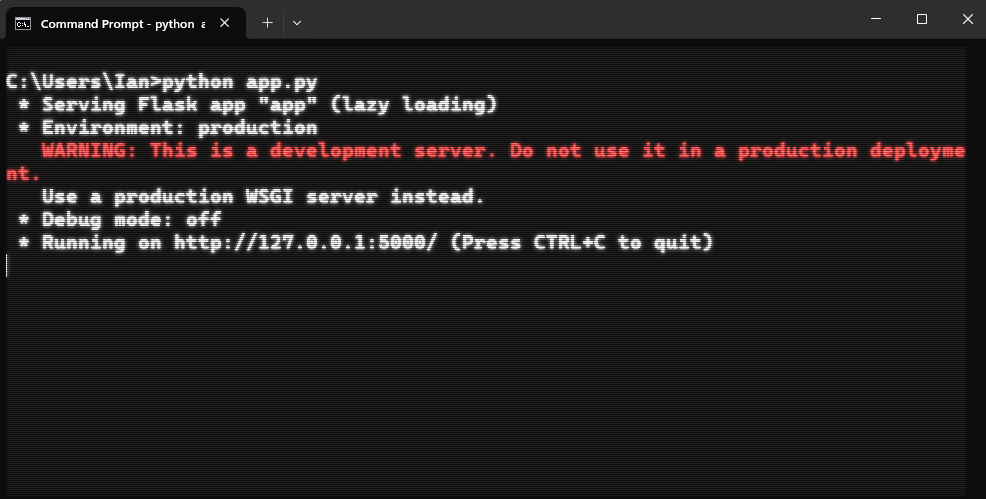 Command Prompt - python a
C:\Users\Ian>python app.py
 * Serving Flask app "app" (lazy loading)
 * Environment: production
   WARNING: This is a development server. Do not use it in a production deployme
nt.
   Use a production WSGI server instead.
 * Debug mode: off
 * Running on http://127.0.0.1:5000/ (Press CTRL+C to quit)